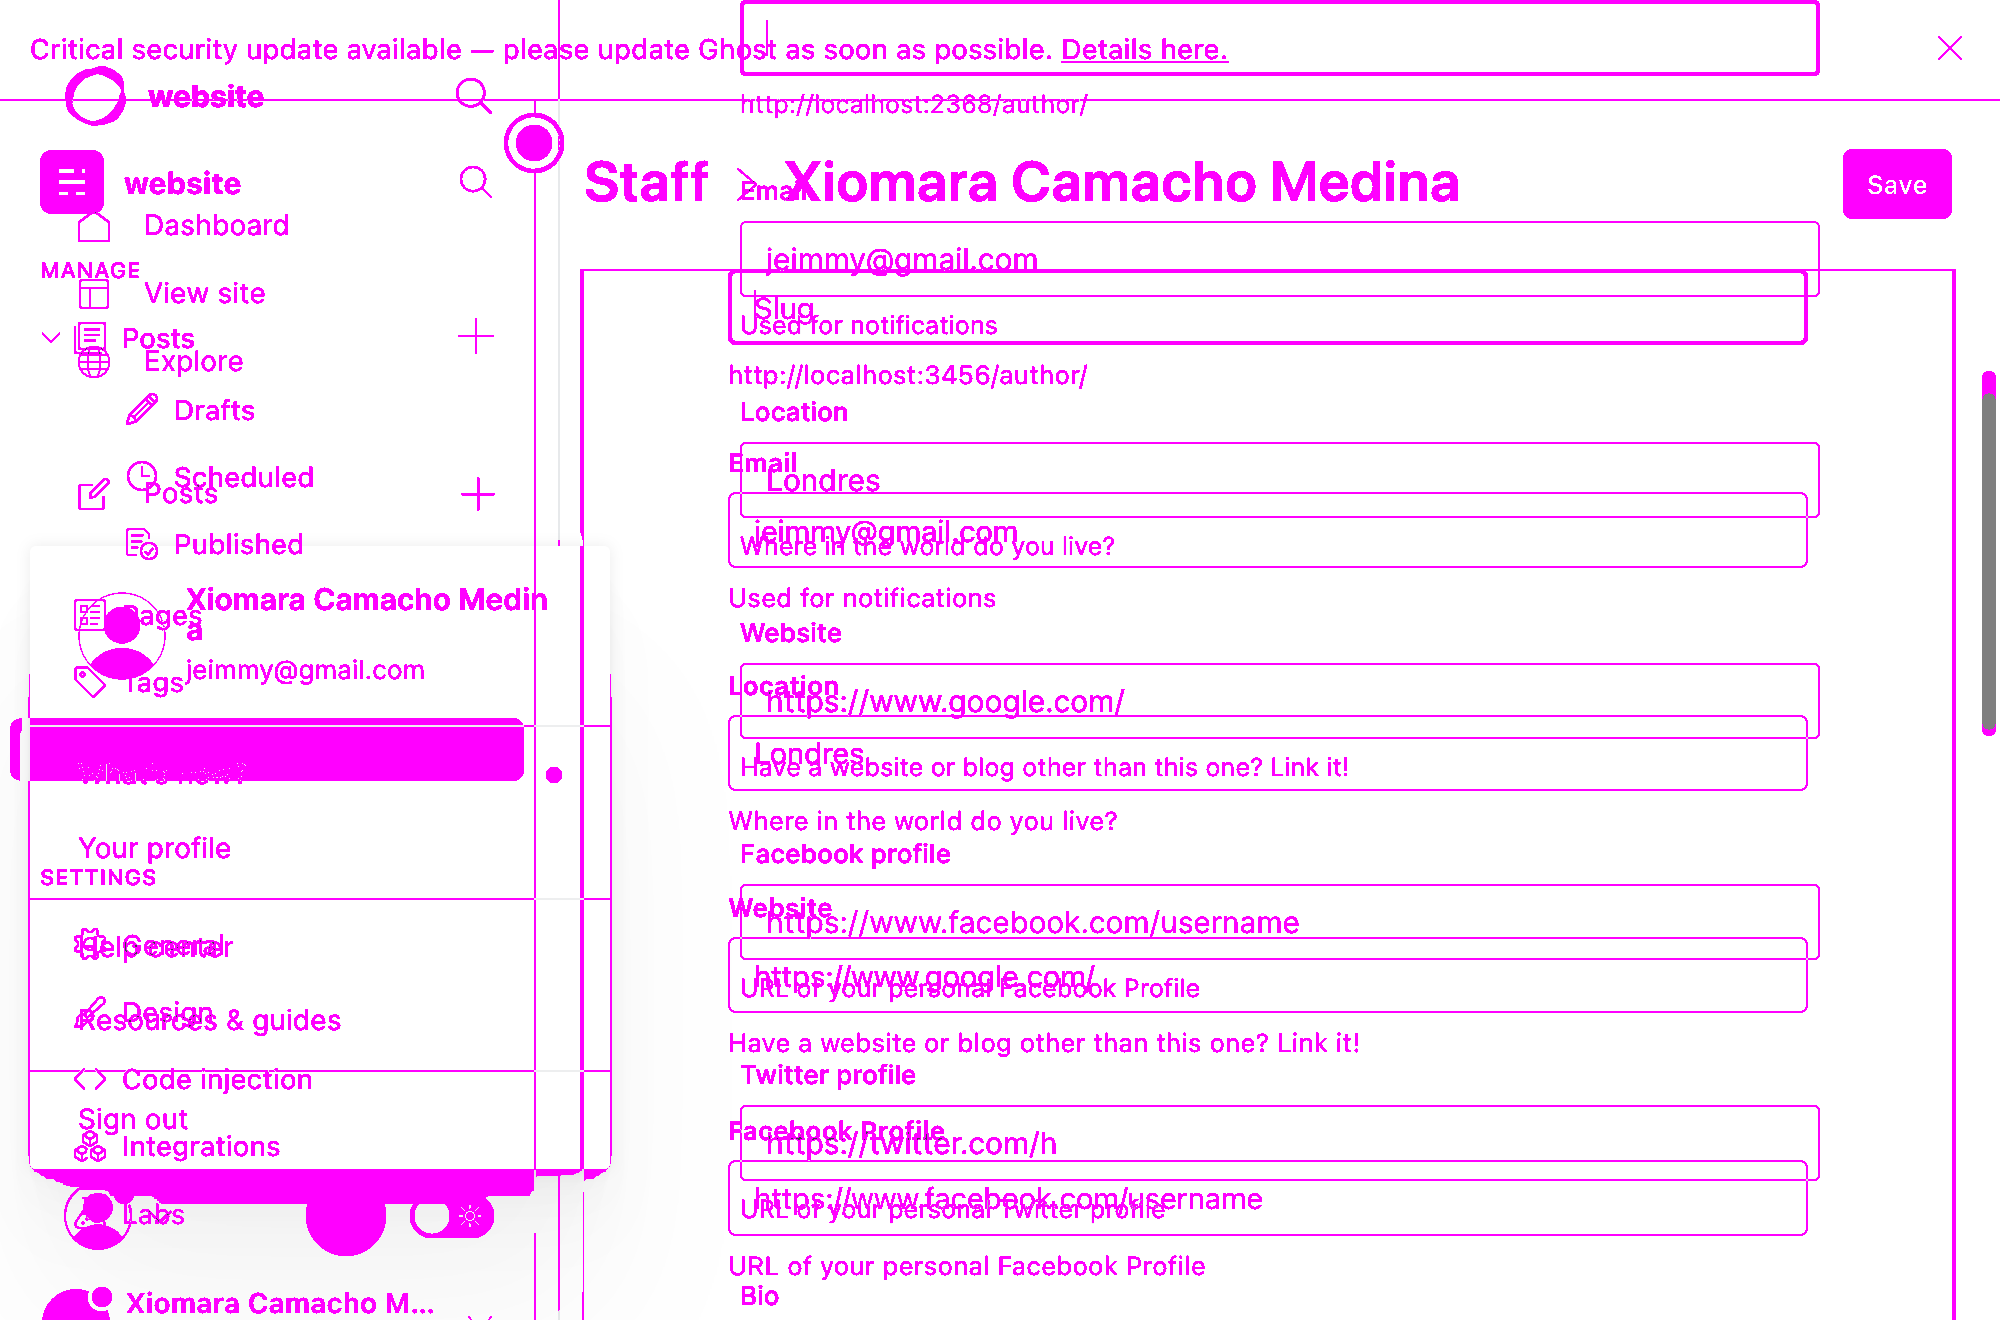 Critical security update available — please update Ghost as soon as possible. Details here.
website
http://localhost:2368/author/
website
Staff
Xiomara Camacho Medina
Save
Email
Dashboard
jeimmy@gmail.com
MANAGE
View site
Slug
Used for notifications
Posts
Explore
http://localhost:3456/author/
Drafts
Location
Email
Scheduled
Londres
Posts
jeimmy@gmail.com
Published
Where in the world do you live?
Xiomara Camacho Medin
a
Used for notifications
Pages
Website
jeimmy@gmail.com
Tags
Location
https://www.google.com/
Londres
What's new?
Have a website or blog other than this one? Link it!
Where in the world do you live?
Your profile
Facebook profile
SETTINGS
Website
https://www.facebook.com/username
General
Help center
https://www.google.com/
URL of your personal Facebook Profile
Design
Resources & guides
Have a website or blog other than this one? Link it!
Twitter profile
Code injection
Sign out
Facebook Profile
https://twitter.com/h
Integrations
https://www.facebook.com/username
URL of your personal Twitter profile
Labs
URL of your personal Facebook Profile
Bio
Xiomara Camacho M...